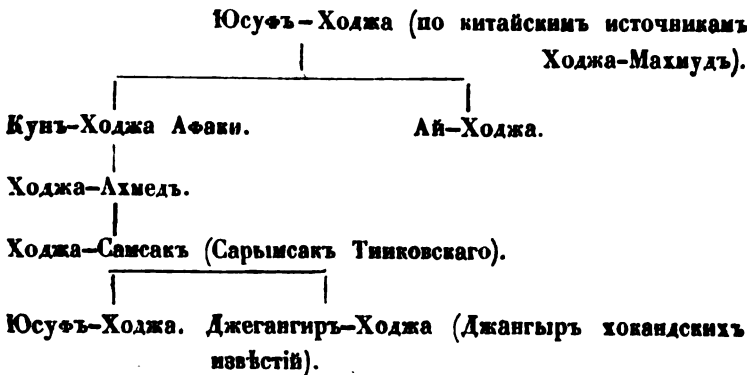 Юсуфъ–Ходжа (по китайскимъ источникамъ
Ходжа-Махмудъ).
Кунъ–Ходжа Афаки. Ай–Ходжа.
Ходжа–Ахмедъ.
Ходжа–Самсакъ (Сарымсакъ Тимковскаго).
Юсуфъ–Ходжа. Джегангиръ–Ходжа (Джангыръ хокандскихъ
извѣстій).